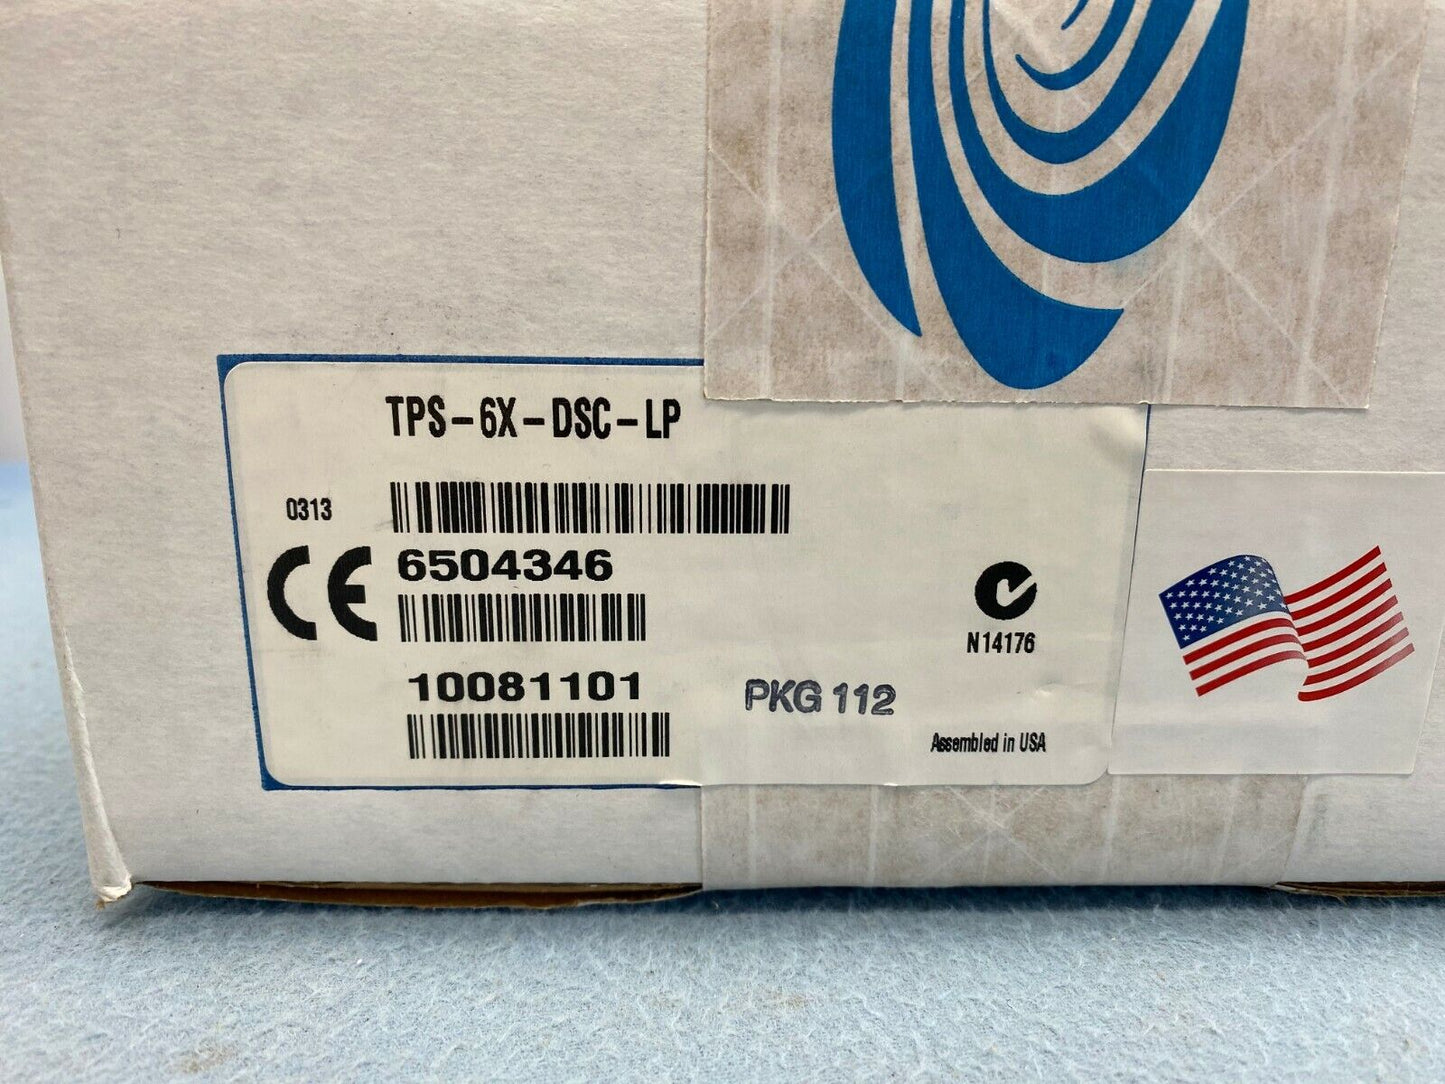 TPS-6X-DSC-LP
0313
CE
6504346
N14176
10081101
PKG 112
Assembled in USA